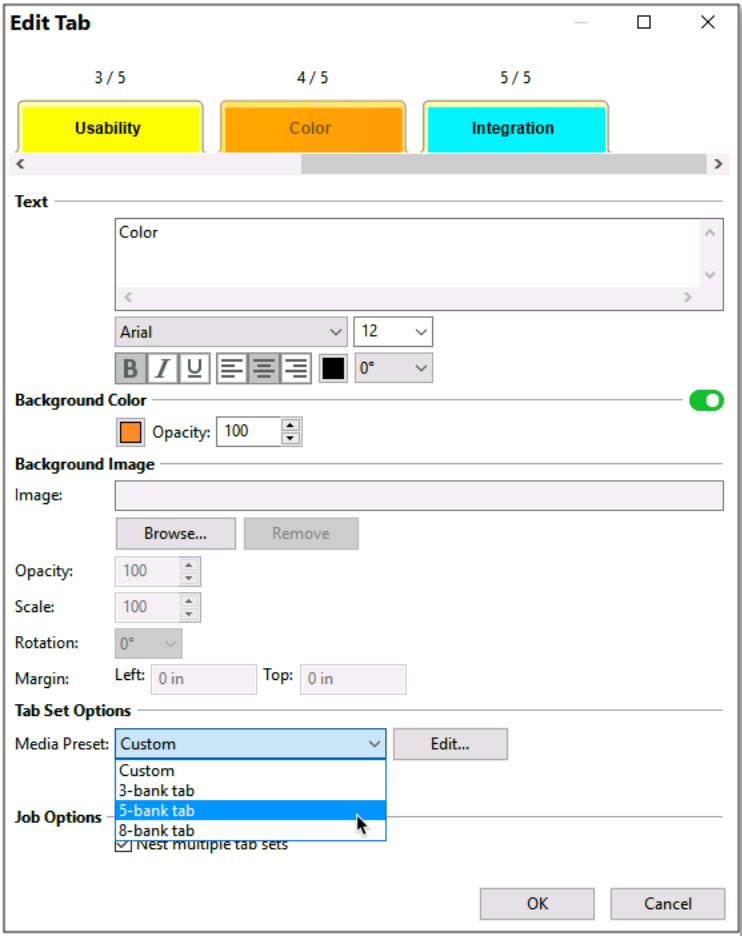 Edit Tab
3 / 5 4 / 5 5 / 5
Usability Color Integration
Text
Color
Arial 12
B I U 0°
Background Color
Opacity: 100
Background Image
Image:
Browse... Remove
Opacity: 100
Scale: 100
Rotation: 0°
Margin: Left: 0 in Top: 0 in
Tab Set Options
Media Preset: Custom Edit...
Custom
3-bank tab
5-bank tab
Job Options
8-bank tab
Nest multiple tab sets
OK Cancel